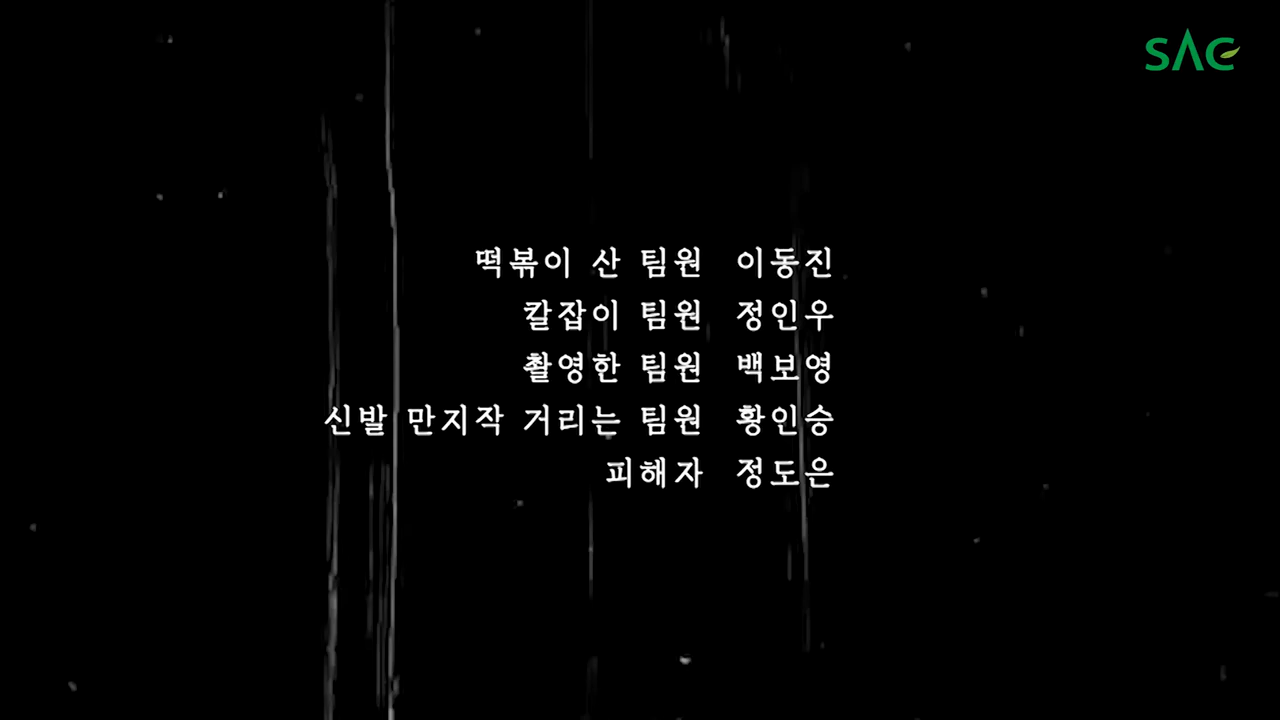 SAC
떡볶이 산 팀원 이동진
칼잡이 팀원 정인우
촬영한 팀원 백보영
신발 만지작 거리는 팀원 황인승
피해자 정도은